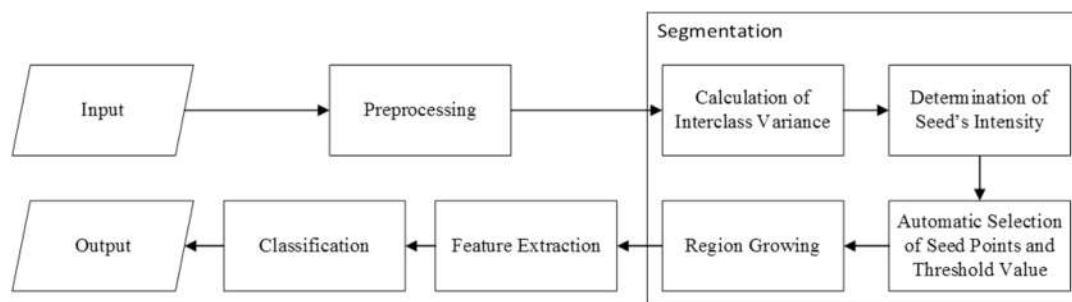 Segmentation
Input
Preprocessing
Calculation of
Interclass Variance
Determination of
Seed's Intensity
Automatic Selection
of Seed Points and
Threshold Value
Region Growing
Feature Extraction
Classification
Output